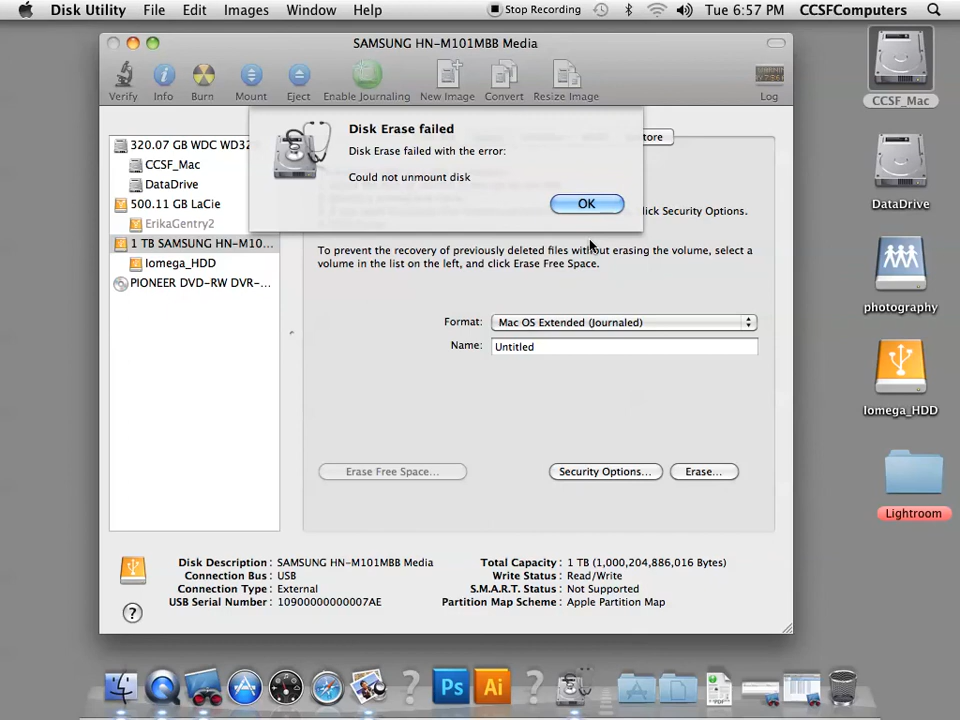 Disk Utility File Edit Images Window Help Stop Recording Tue 6:57 PM CCSFComputers
SAMSUNG HN-M101MBB Media
Verify Info Burn Mount Eject Enable Journaling New Image Convert Resize Image Log
CCSF_Mac
Disk Erase failed
Disk Erase failed with the error:
Could not unmount disk
OK
320.07 GB WDC WD32
CCSF_Mac
DataDrive
500.11 GB LaCie
ErikaGentry2
1 TB SAMSUNG HN-M10...
Iomega_HDD
PIONEER DVD-RW DVR-...
store
click Security Options.
To prevent the recovery of previously deleted files without erasing the volume, select a
volume in the list on the left, and click Erase Free Space.
Format: Mac OS Extended (Journaled)
Name: Untitled
Erase Free Space... Security Options... Erase...
DataDrive
photography
Iomega_HDD
Lightroom
Disk Description : SAMSUNG HN-M101MBB Media
Connection Bus : USB
Connection Type : External
USB Serial Number : 10900000000007AE
Total Capacity : 1 TB (1,000,204,886,016 Bytes)
Write Status : Read/Write
S.M.A.R.T. Status : Not Supported
Partition Map Scheme : Apple Partition Map
?
? Ps Ai ?